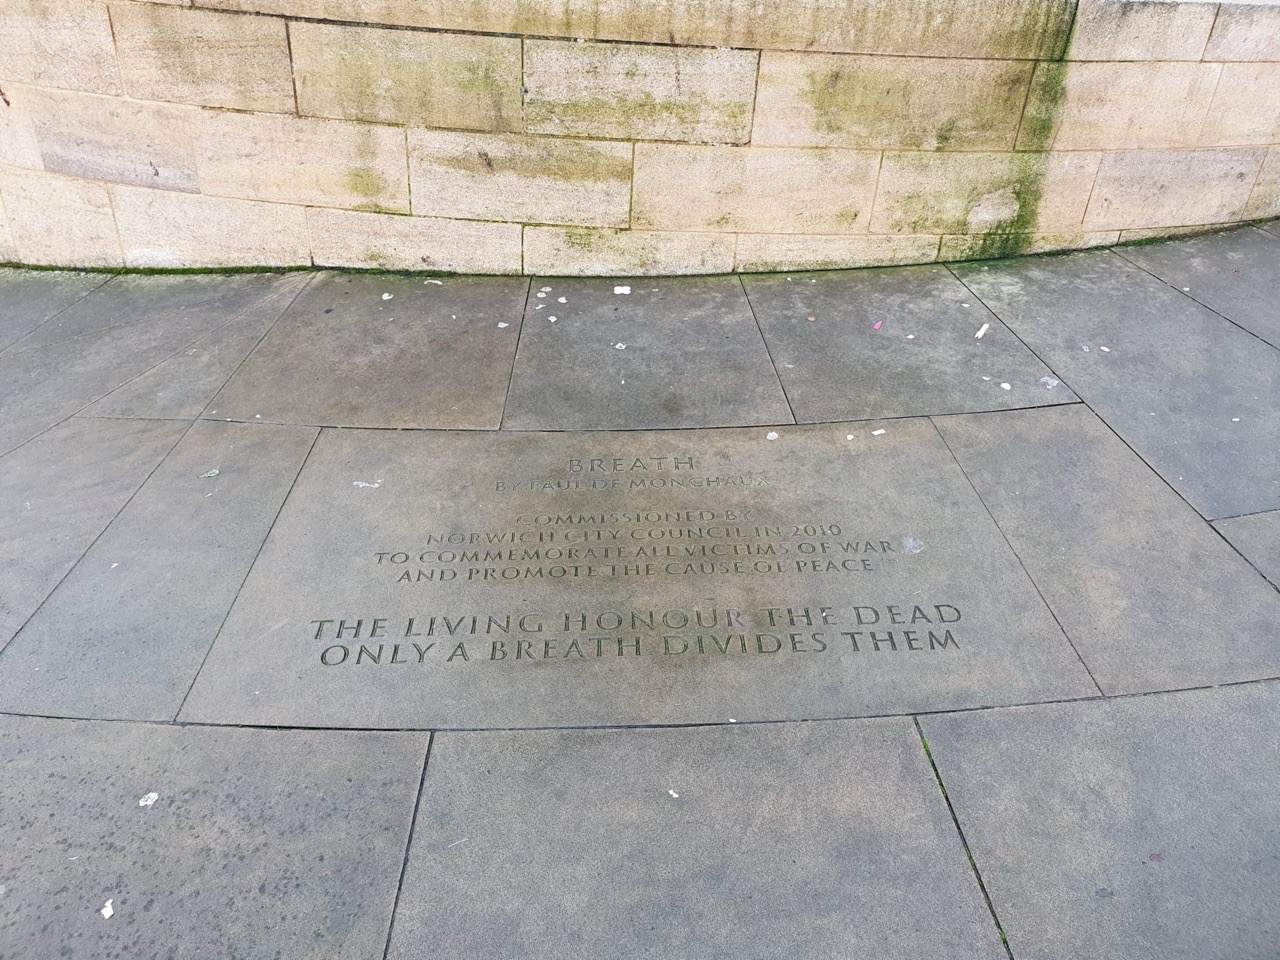 BREATH
BY PAUL DE MONCHAUX
COMMISSIONED BY
NORWICH CITY COUNCIL IN 2010
TO COMMEMORATE ALL VICTIMS OF WAR
AND PROMOTE THE CAUSE OF PEACE
THE LIVING HONOUR THE DEAD
ONLY A BREATH DIVIDES THEM